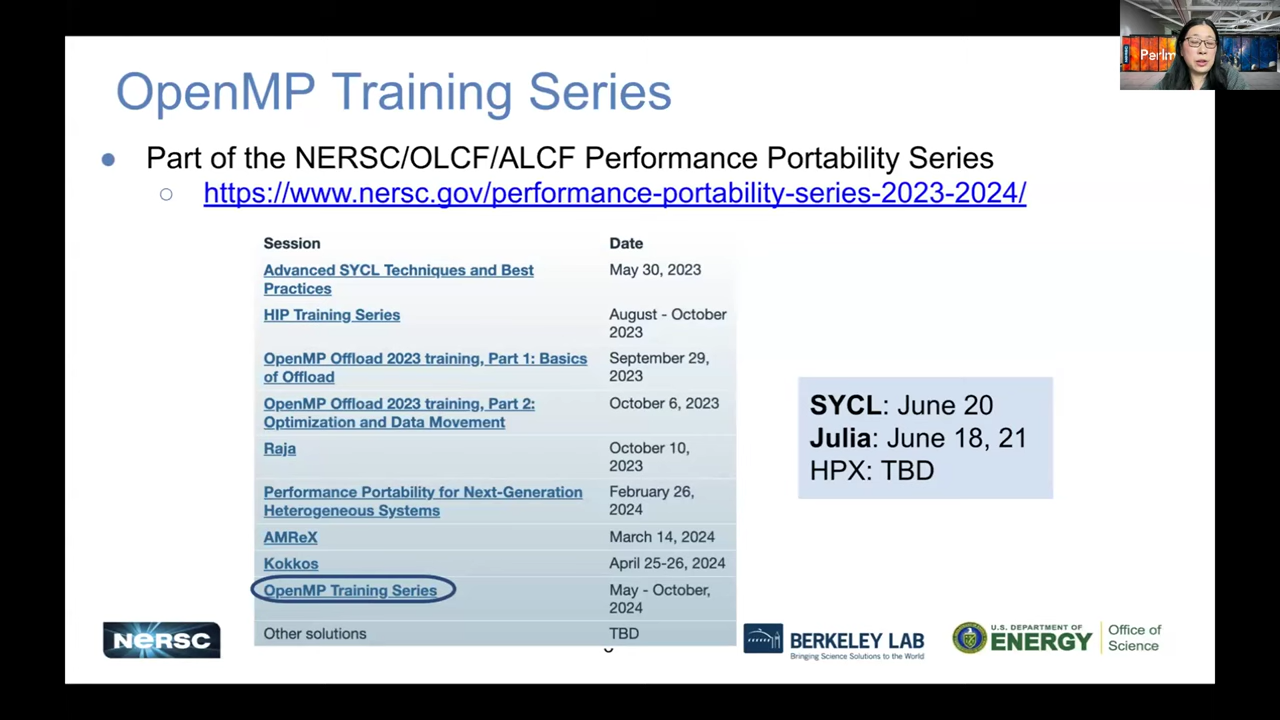 OpenMP Training Series
Part of the NERSC/OLCF/ALCF Performance Portability Series
https://www.nersc.gov/performance-portability-series-2023-2024/
Session Date
Advanced SYCL Techniques and Best May 30, 2023
Practices
HIP Training Series August - October
2023
OpenMP Offload 2023 training, Part 1: Basics September 29,
of Offload 2023
OpenMP Offload 2023 training, Part 2: October 6, 2023
Optimization and Data Movement
Raja October 10,
2023
Performance Portability for Next-Generation February 26,
Heterogeneous Systems 2024
AMReX March 14, 2024
Kokkos April 25-26, 2024
OpenMP Training Series May - October,
2024
Other solutions TBD
SYCL: June 20
Julia: June 18, 21
HPX: TBD
NERSC
BERKELEY LAB
Bringing Science Solutions to the World
U.S. DEPARTMENT OF
ENERGY
Office of
Science